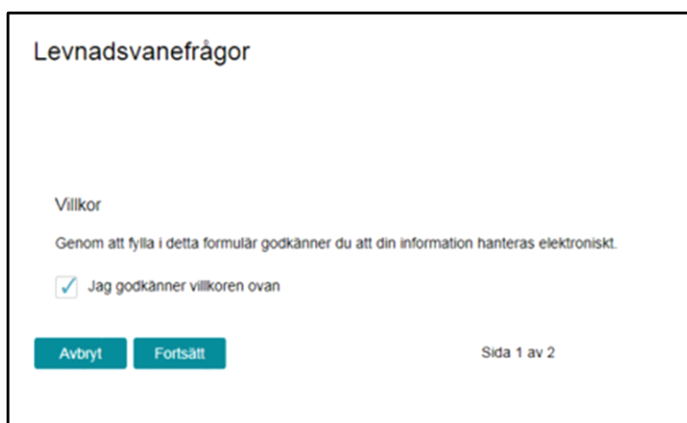 Levnadsvanefrågor
Villkor
Genom att fylla i detta formulär godkänner du att din information hanteras elektroniskt.
Jag godkänner villkoren ovan
Avbryt Fortsätt Sida 1 av 2